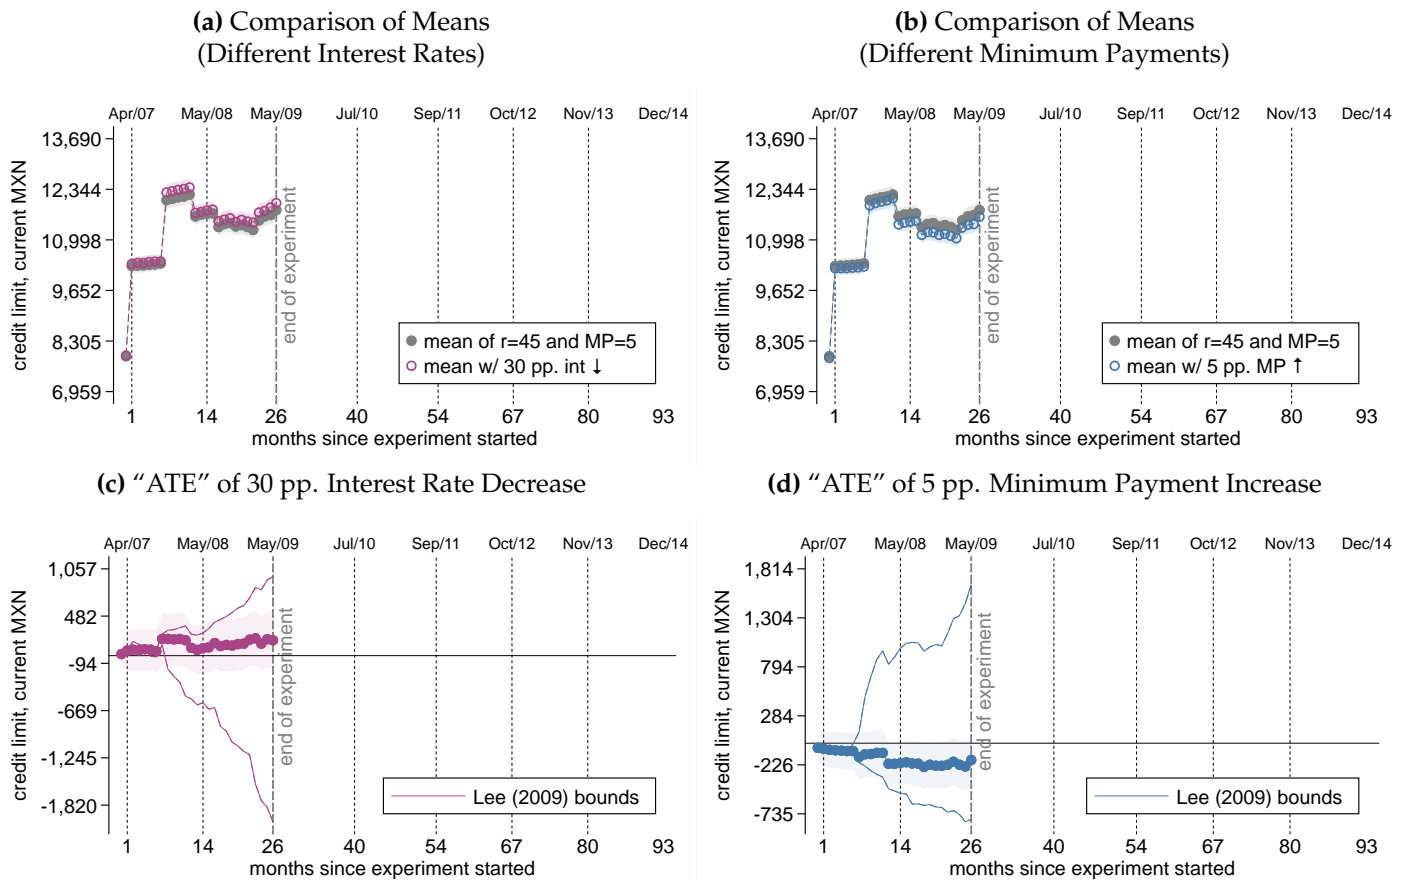 (a) Comparison of Means
(Different Interest Rates)
Apr/07 May/08 May/09 Jul/10 Sep/11 Oct/12 Nov/13 Dec/14
credit limit, current MXN
13,690
12,344
10,998
9,652
8,305
6,959
end of experiment
mean of r=45 and MP=5
mean w/ 30 pp. int ↓
1 14 26 40 54 67 80 93
months since experiment started
(b) Comparison of Means
(Different Minimum Payments)
Apr/07 May/08 May/09 Jul/10 Sep/11 Oct/12 Nov/13 Dec/14
credit limit, current MXN
13,690
12,344
10,998
9,652
8,305
6,959
end of experiment
mean of r=45 and MP=5
mean w/ 5 pp. MP ↑
1 14 26 40 54 67 80 93
months since experiment started
(c) “ATE” of 30 pp. Interest Rate Decrease
Apr/07 May/08 May/09 Jul/10 Sep/11 Oct/12 Nov/13 Dec/14
credit limit, current MXN
1,057
482
-94
-669
-1,245
-1,820
end of experiment
Lee (2009) bounds
1 14 26 40 54 67 80 93
months since experiment started
(d) “ATE” of 5 pp. Minimum Payment Increase
Apr/07 May/08 May/09 Jul/10 Sep/11 Oct/12 Nov/13 Dec/14
credit limit, current MXN
1,814
1,304
794
284
-226
-735
end of experiment
Lee (2009) bounds
1 14 26 40 54 67 80 93
months since experiment started